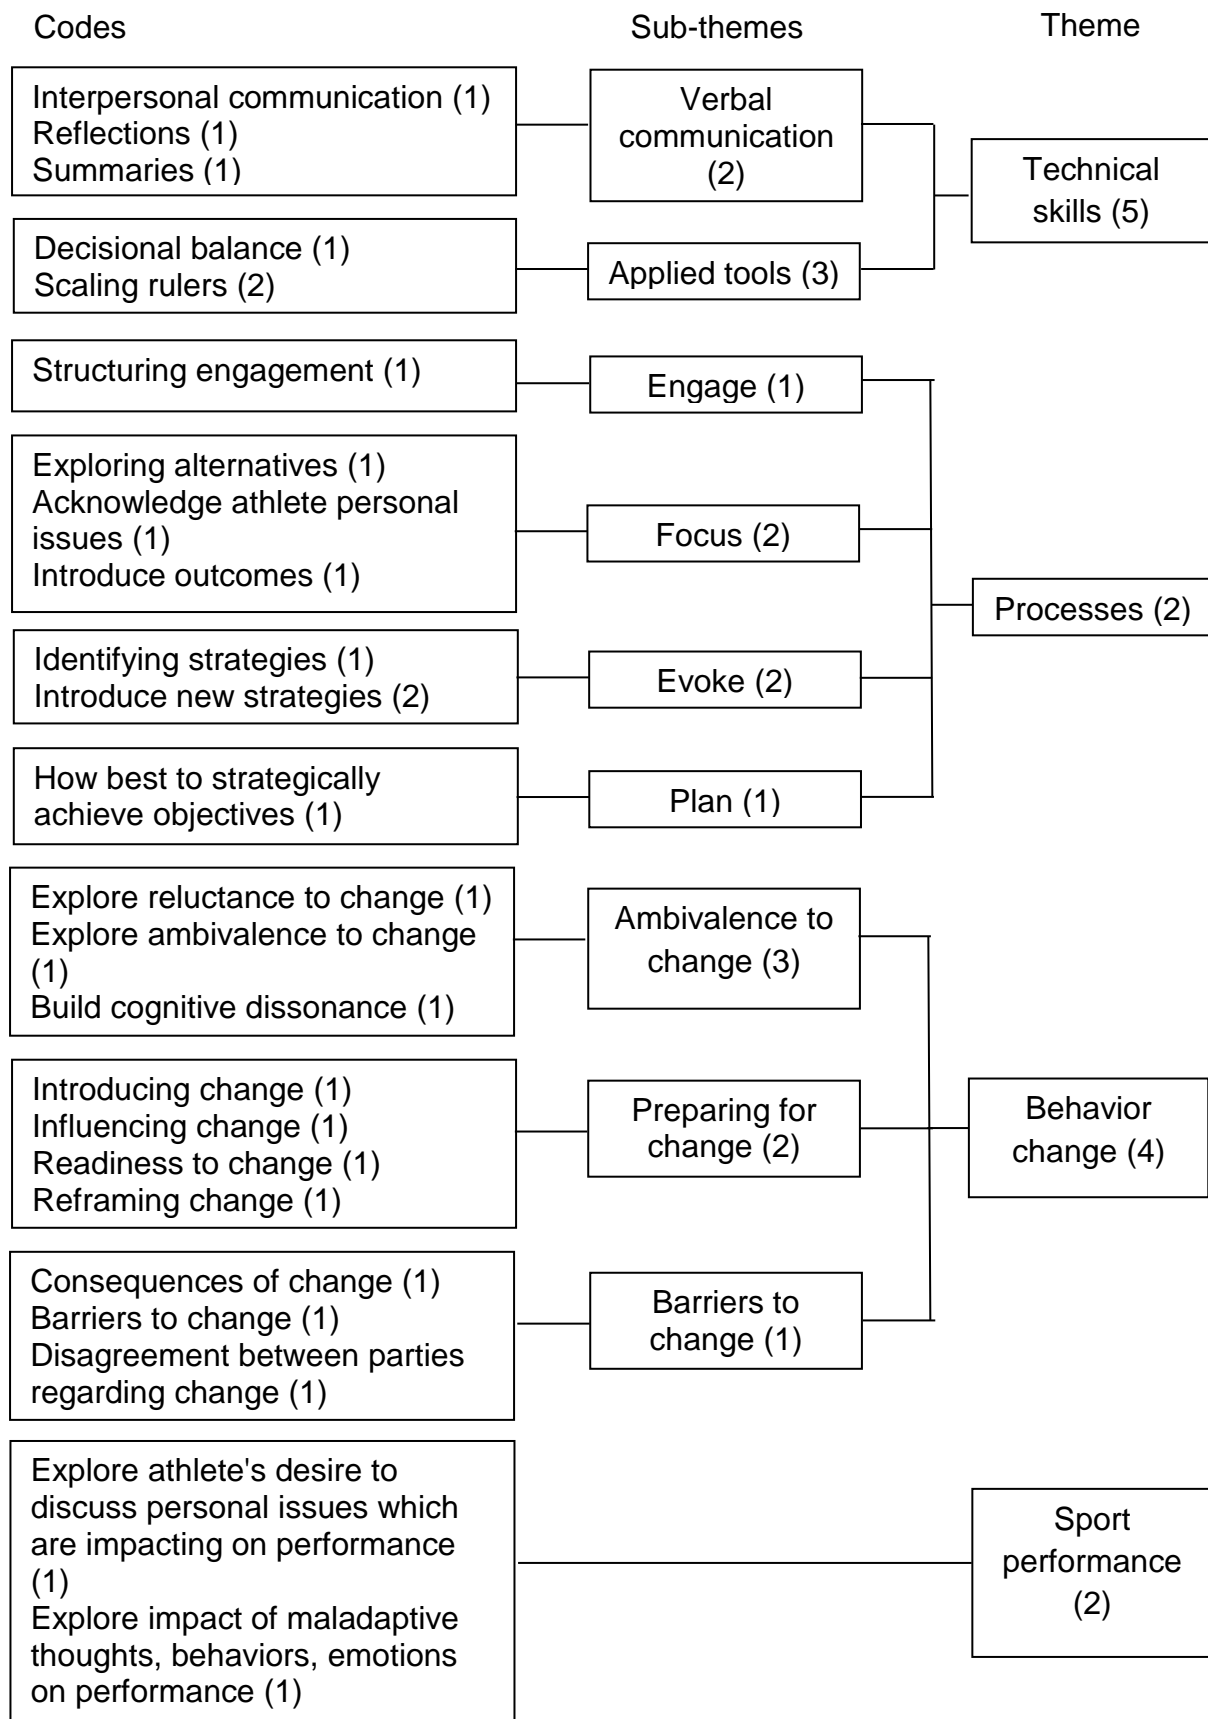 Codes
Sub-themes
Theme
Interpersonal communication (1)
Reflections (1)
Summaries (1)
Verbal
communication
(2)
Technical
skills (5)
Decisional balance (1)
Scaling rulers (2)
Applied tools (3)
Structuring engagement (1)
Engage (1)
Exploring alternatives (1)
Acknowledge athlete personal
issues (1)
Introduce outcomes (1)
Focus (2)
Processes (2)
Identifying strategies (1)
Introduce new strategies (2)
Evoke (2)
How best to strategically
achieve objectives (1)
Plan (1)
Explore reluctance to change (1)
Explore ambivalence to change
(1)
Build cognitive dissonance (1)
Ambivalence to
change (3)
Introducing change (1)
Influencing change (1)
Readiness to change (1)
Reframing change (1)
Preparing for
change (2)
Behavior
change (4)
Consequences of change (1)
Barriers to change (1)
Disagreement between parties
regarding change (1)
Barriers to
change (1)
Explore athlete's desire to
discuss personal issues which
are impacting on performance
(1)
Explore impact of maladaptive
thoughts, behaviors, emotions
on performance (1)
Sport
performance
(2)